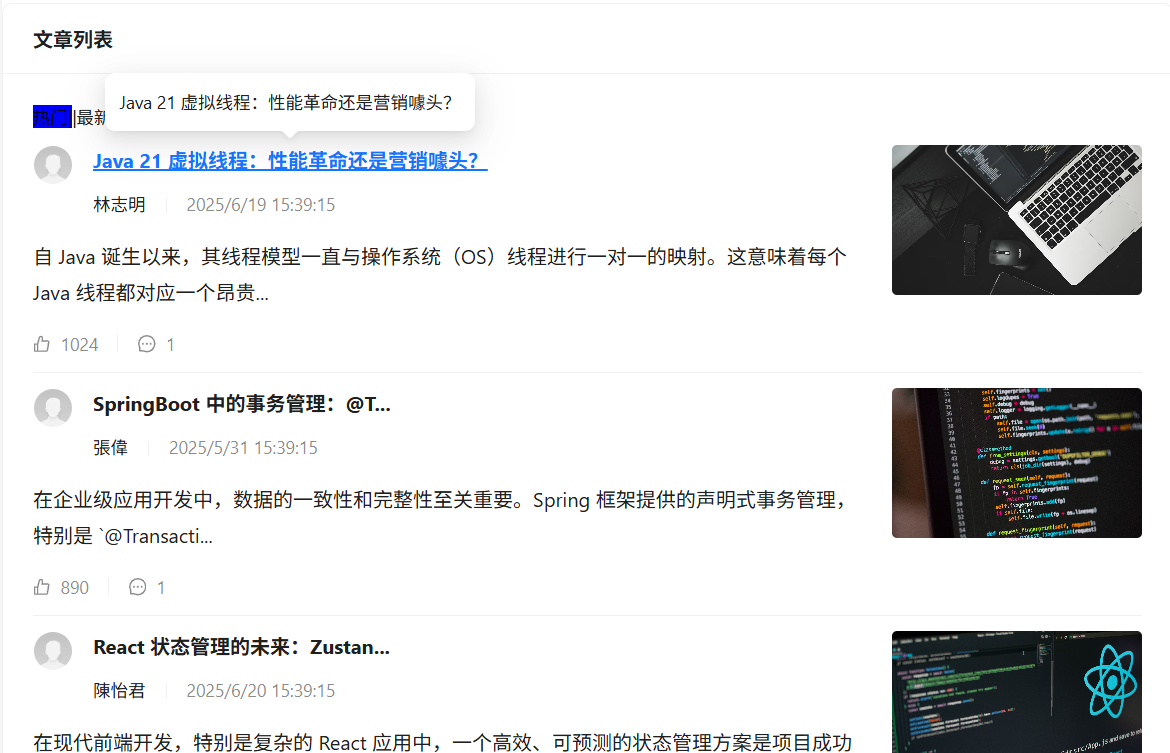 文章列表
Java 21 虚拟线程：性能革命还是营销噱头？
热门|最新
Java 21 虚拟线程：性能革命还是营销噱头？
林志明 2025/6/19 15:39:15
自 Java 诞生以来，其线程模型一直与操作系统（OS）线程进行一对一的映射。这意味着每个
Java 线程都对应一个昂贵...
1024 1
SpringBoot 中的事务管理：@T...
張偉 2025/5/31 15:39:15
在企业级应用开发中，数据的一致性和完整性至关重要。Spring 框架提供的声明式事务管理，
特别是 `@Transacti...
890 1
React 状态管理的未来：Zustan...
陳怡君 2025/6/20 15:39:15
在现代前端开发，特别是复杂的 React 应用中，一个高效、可预测的状态管理方案是项目成功